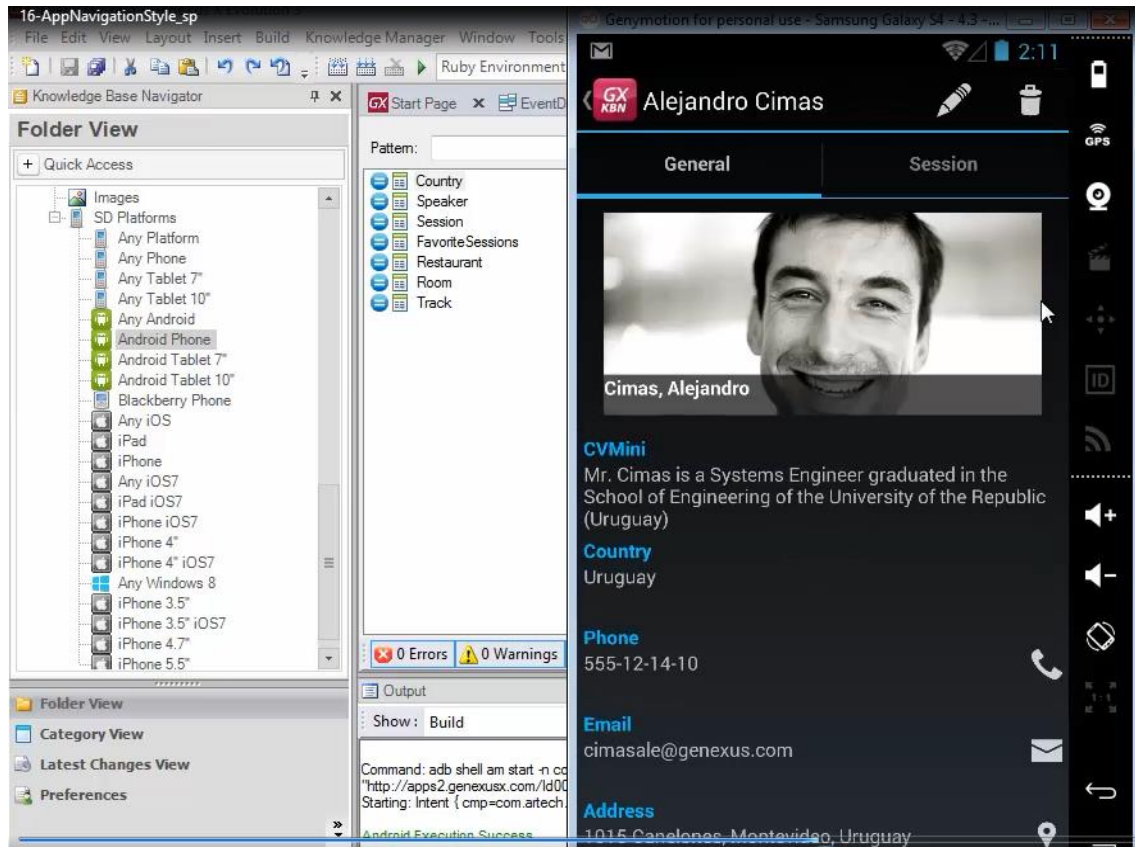 16-AppNavigationStyle_sp
File Edit View Layout Insert Build Knowledge Manager Window Tools
Ruby Environment
Knowledge Base Navigator
Folder View
Quick Access
Images
SD Platforms
Any Platform
Any Phone
Any Tablet 7"
Any Tablet 10"
Any Android
Android Phone
Android Tablet 7"
Android Tablet 10"
Blackberry Phone
Any iOS
iPad
iPhone
Any iOS7
iPad iOS7
iPhone iOS7
iPhone 4"
iPhone 4" iOS7
Any Windows 8
iPhone 3.5"
iPhone 3.5" iOS7
iPhone 4.7"
iPhone 5.5"
Folder View
Category View
Latest Changes View
Preferences
GX Start Page EventD
Pattern:
Country
Speaker
Session
FavoriteSessions
Restaurant
Room
Track
0 Errors 0 Warnings
Output
Show: Build
Command: adb shell am start -n co
"http://apps2.genexusx.com/Id00
Starting: Intent { cmp=com.artech.
Android Execution Success
Genymotion for personal use - Samsung Galaxy S4 - 4.3 -...
2:11
GX KBN Alejandro Cimas
General Session
Cimas, Alejandro
CVMini
Mr. Cimas is a Systems Engineer graduated in the
School of Engineering of the University of the Republic
(Uruguay)
Country
Uruguay
Phone
555-12-14-10
Email
cimasale@genexus.com
Address
1015 Canelones, Montevideo, Uruguay
GPS
ID
1:1